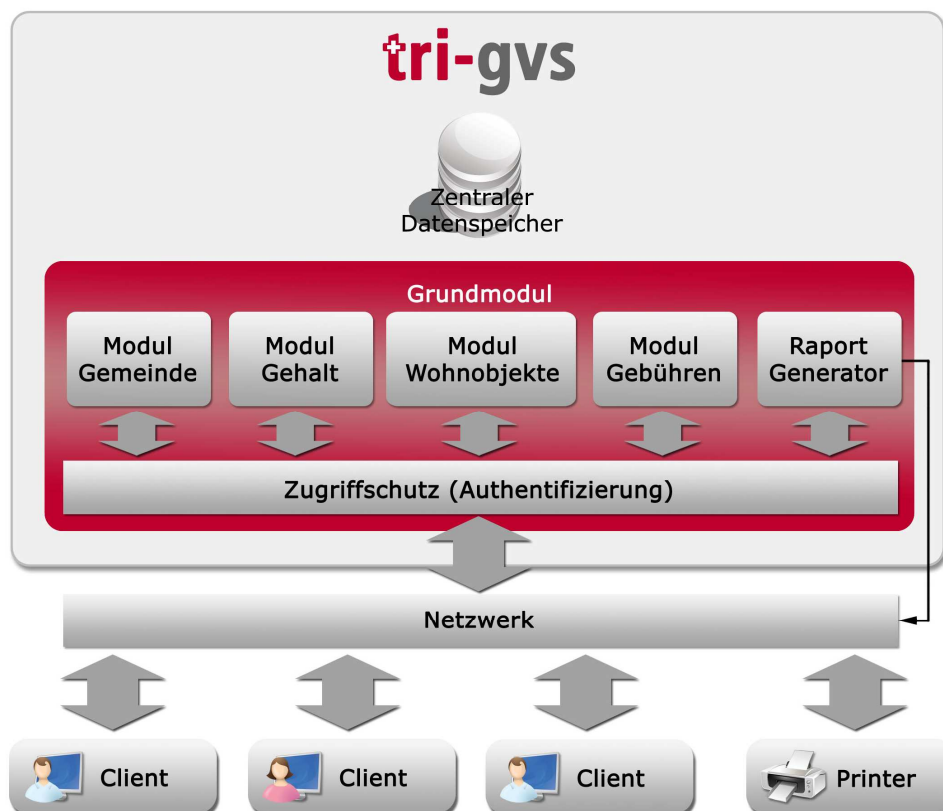 tri-gvs
Zentraler
Datenspeicher
Grundmodul
Modul
Gemeinde
Modul
Gehalt
Modul
Wohnobjekte
Modul
Gebühren
Raport
Generator
Zugriffschutz (Authentifizierung)
Netzwerk
Client
Client
Client
Printer